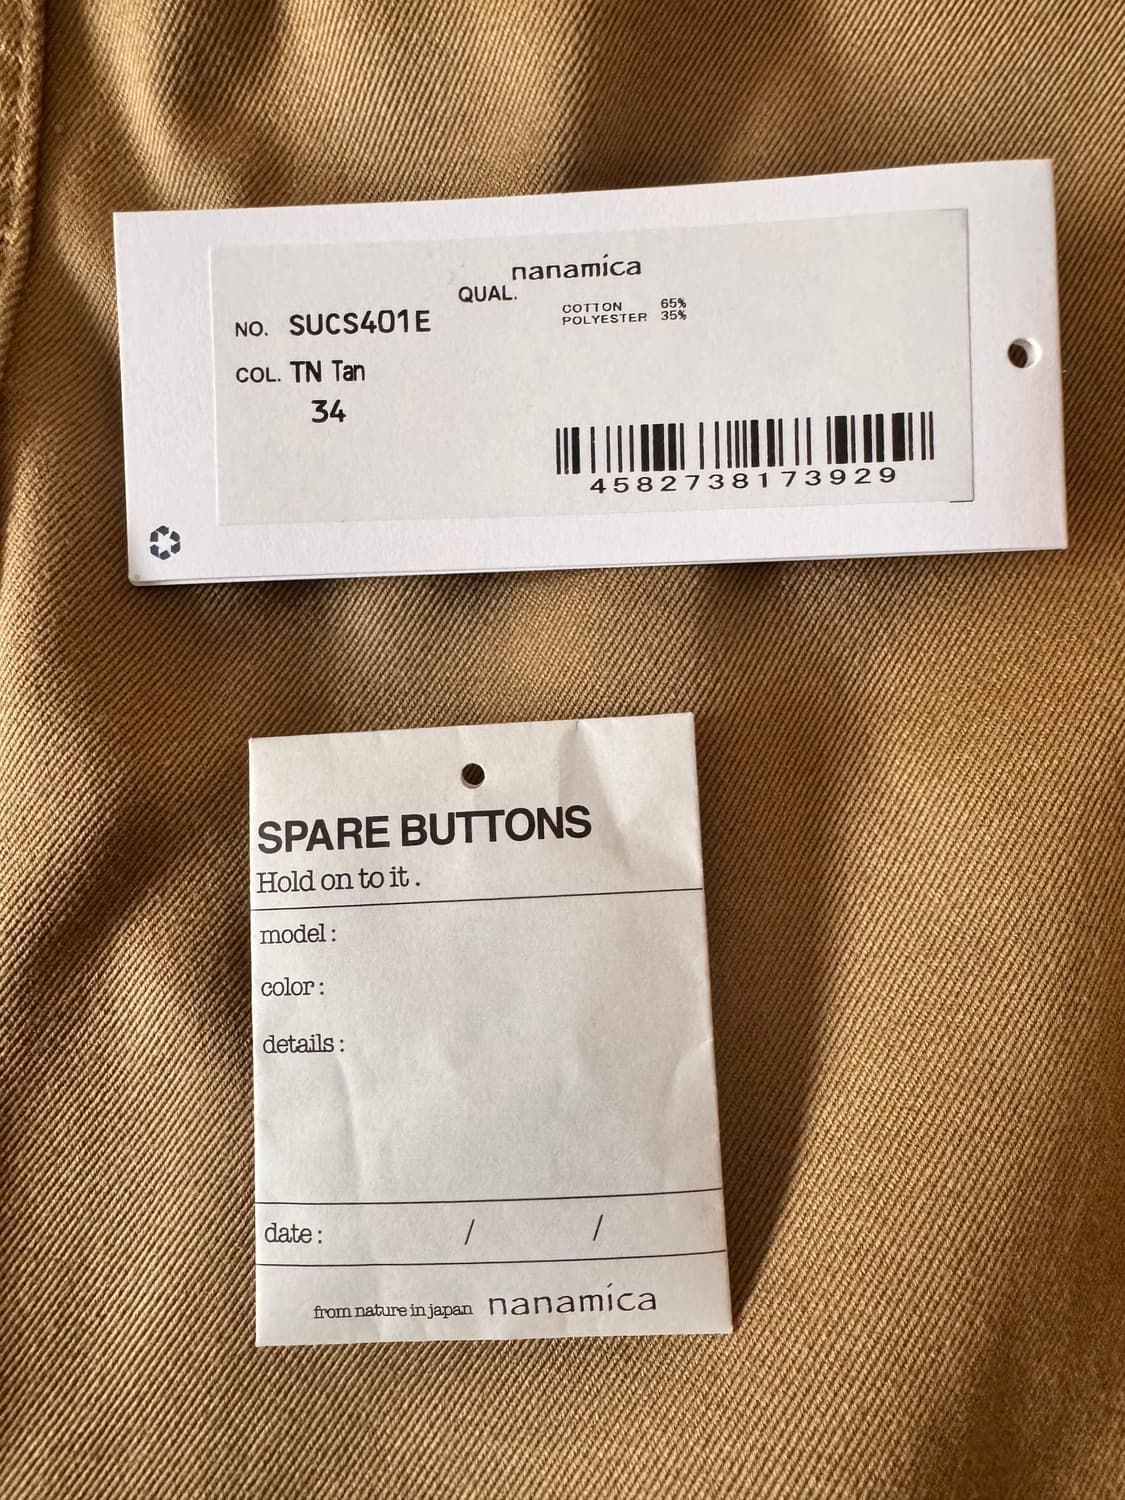 nanamica
QUAL.
COTTON 65%
POLYESTER 35%
NO. SUCS401E
COL. TN Tan
34
4582738173929
SPARE BUTTONS
Hold on to it.
model:
color:
details:
date: / /
from nature in japan nanamica